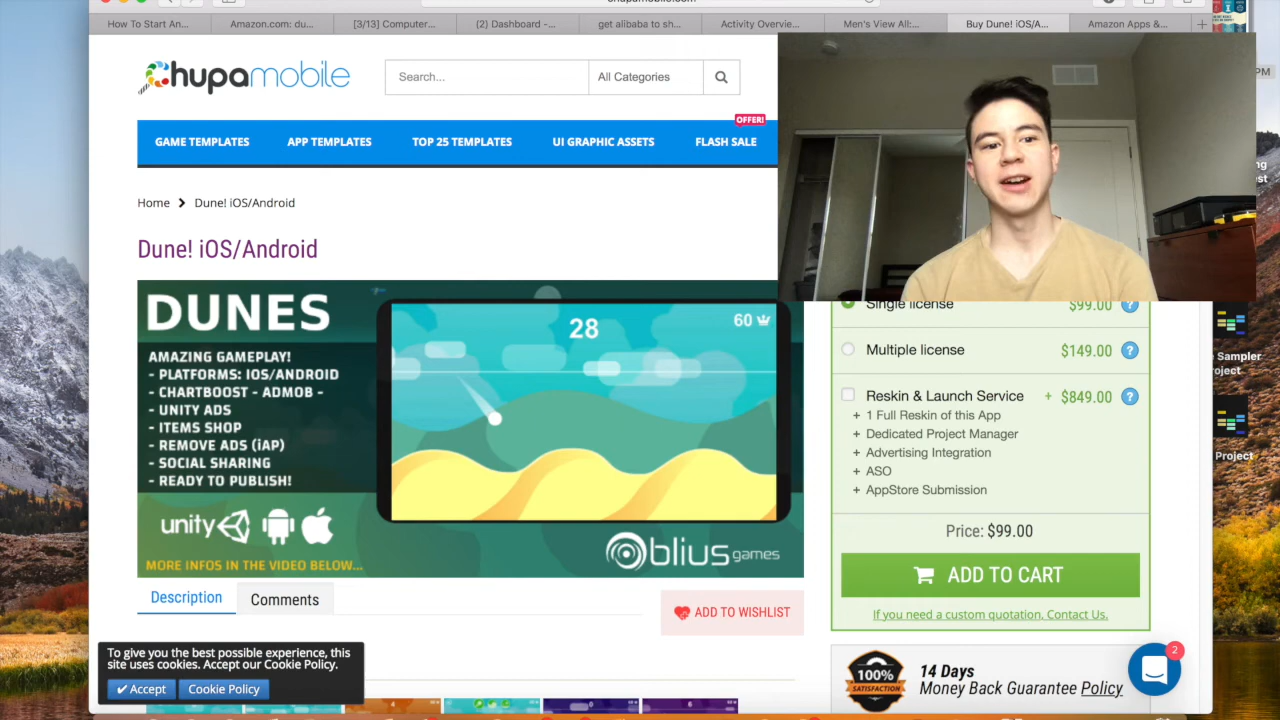 How To Start An...
Amazon.com: du...
[3/13] Computer...
(2) Dashboard -...
get alibaba to sh...
Activity Overvie...
Men's View All:...
Buy Dune! iOS/A...
Amazon Apps &...
chupamobile
Search...
All Categories
OFFER!
GAME TEMPLATES
APP TEMPLATES
TOP 25 TEMPLATES
UI GRAPHIC ASSETS
FLASH SALE
Home
Dune! iOS/Android
Dune! iOS/Android
DUNES
AMAZING GAMEPLAY!
- PLATFORMS: IOS/ANDROID
- CHARTBOOST - ADMOB -
- UNITY ADS
- ITEMS SHOP
- REMOVE ADS (iAP)
- SOCIAL SHARING
- READY TO PUBLISH!
unity
MORE INFOS IN THE VIDEO BELOW...
28
60
oblius games
Single license $99.00 ?
Multiple license $149.00 ?
Reskin & Launch Service + $849.00 ?
+ 1 Full Reskin of this App
+ Dedicated Project Manager
+ Advertising Integration
+ ASO
+ AppStore Submission
Price: $99.00
ADD TO CART
If you need a custom quotation, Contact Us.
Description
Comments
ADD TO WISHLIST
To give you the best possible experience, this
site uses cookies. Accept our Cookie Policy.
✔ Accept
Cookie Policy
100%
SATISFACTION
14 Days
Money Back Guarantee Policy
2
PM
Sampler
Project